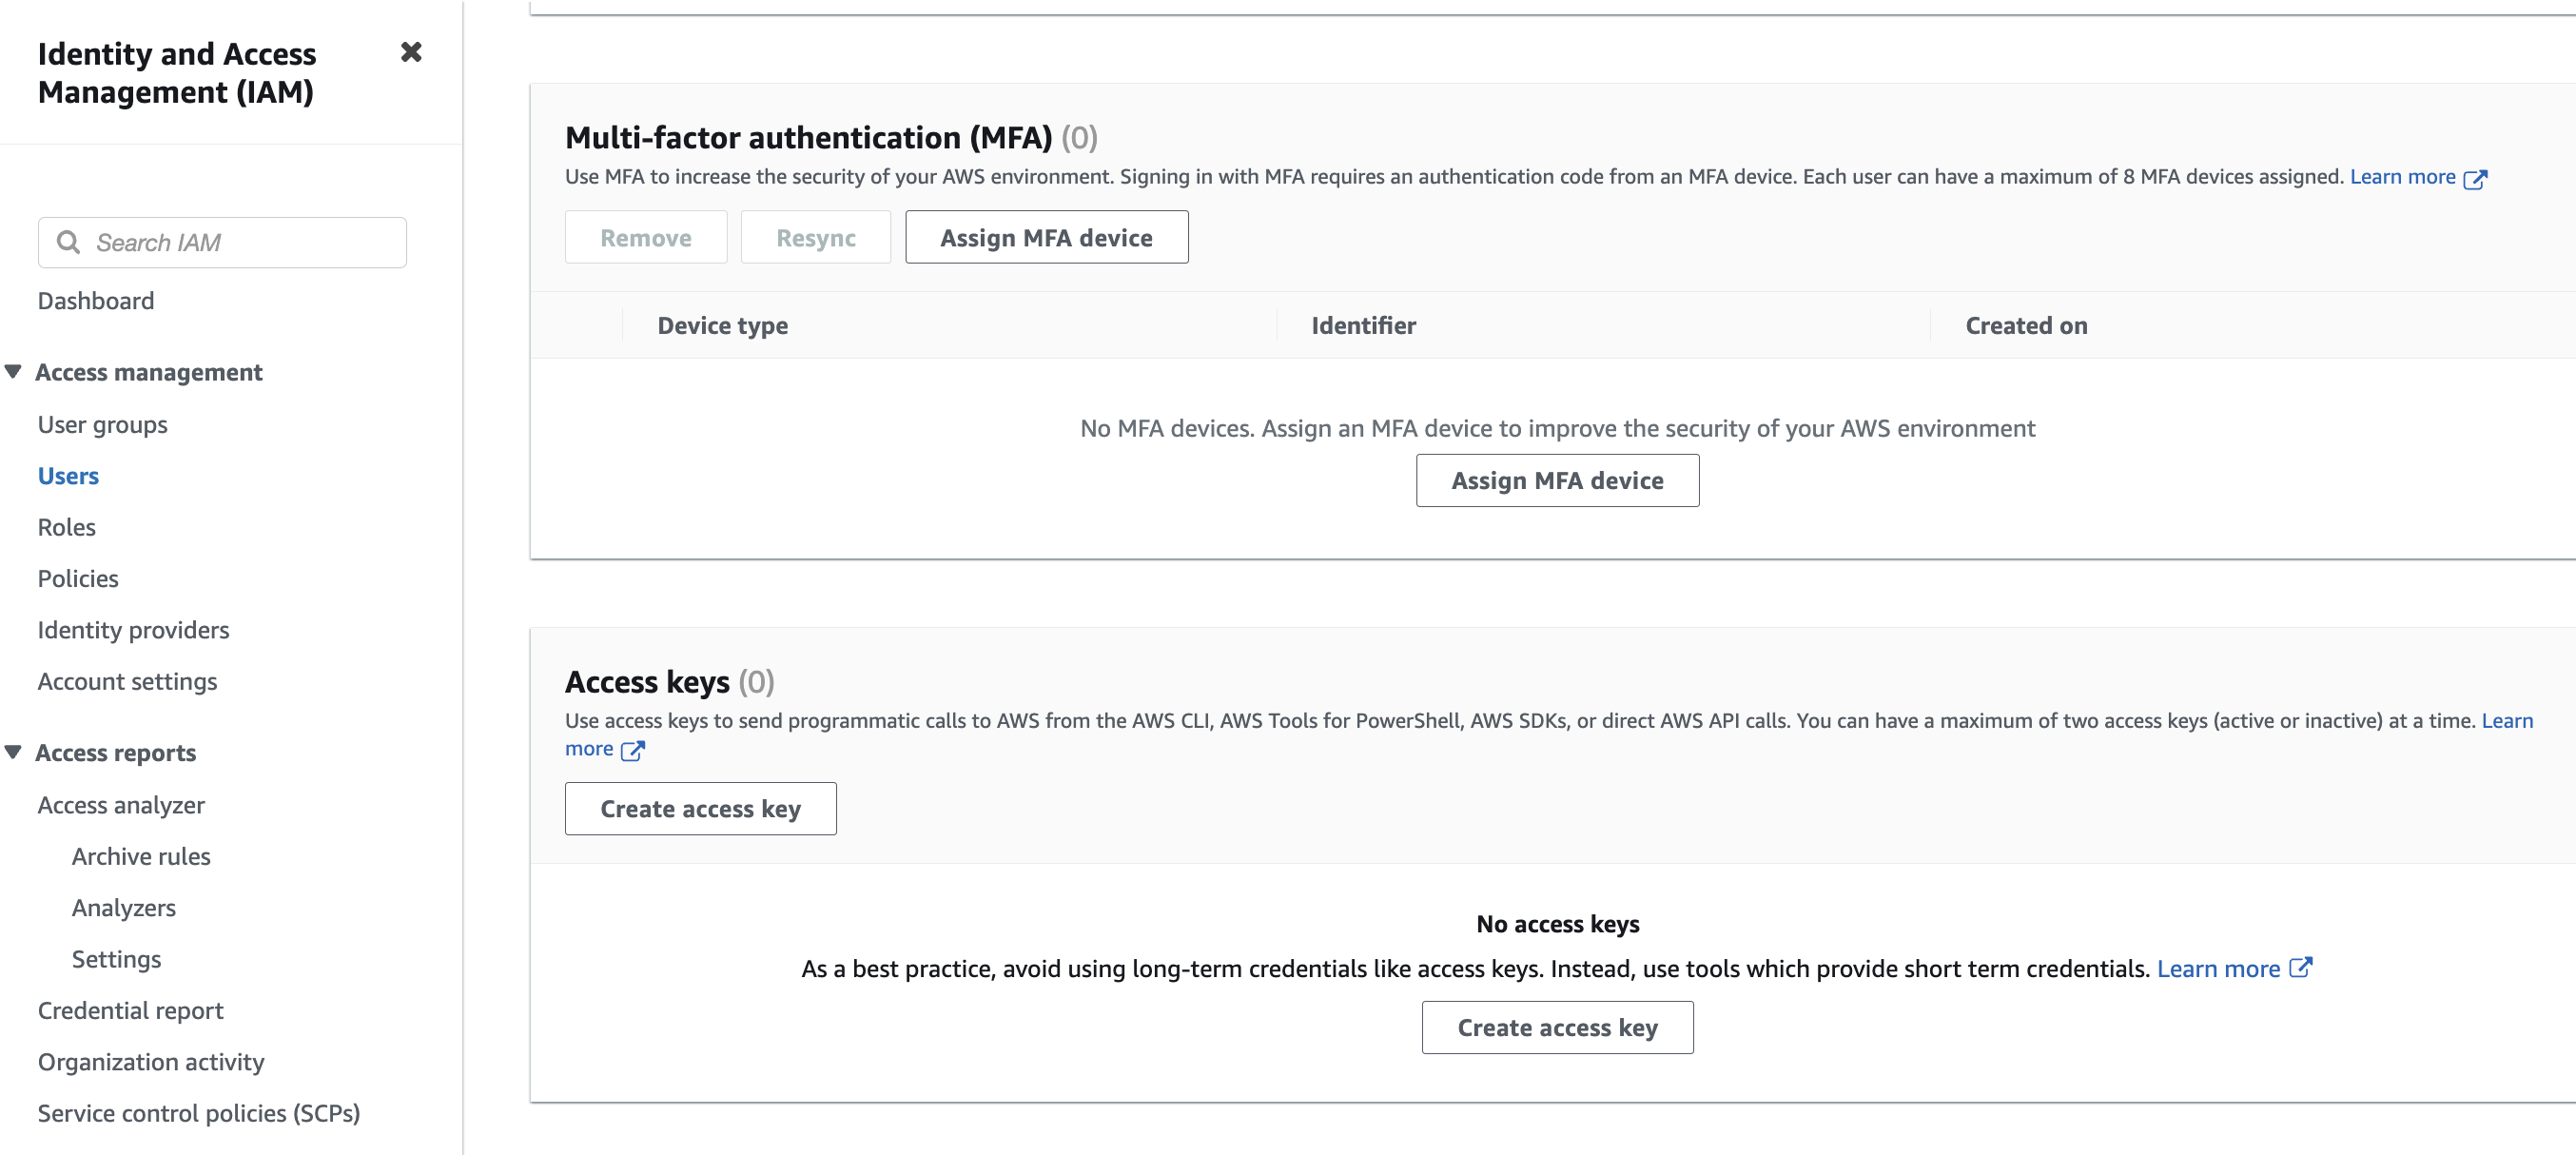 Identity and Access
Management (IAM)
Search IAM
Dashboard
Access management
User groups
Users
Roles
Policies
Identity providers
Account settings
Access reports
Access analyzer
Archive rules
Analyzers
Settings
Credential report
Organization activity
Service control policies (SCPs)
Multi-factor authentication (MFA) (0)
Use MFA to increase the security of your AWS environment. Signing in with MFA requires an authentication code from an MFA device. Each user can have a maximum of 8 MFA devices assigned. Learn more
Remove Resync Assign MFA device
Device type Identifier Created on
No MFA devices. Assign an MFA device to improve the security of your AWS environment
Assign MFA device
Access keys (0)
Use access keys to send programmatic calls to AWS from the AWS CLI, AWS Tools for PowerShell, AWS SDKs, or direct AWS API calls. You can have a maximum of two access keys (active or inactive) at a time. Learn
more
Create access key
No access keys
As a best practice, avoid using long-term credentials like access keys. Instead, use tools which provide short term credentials. Learn more
Create access key